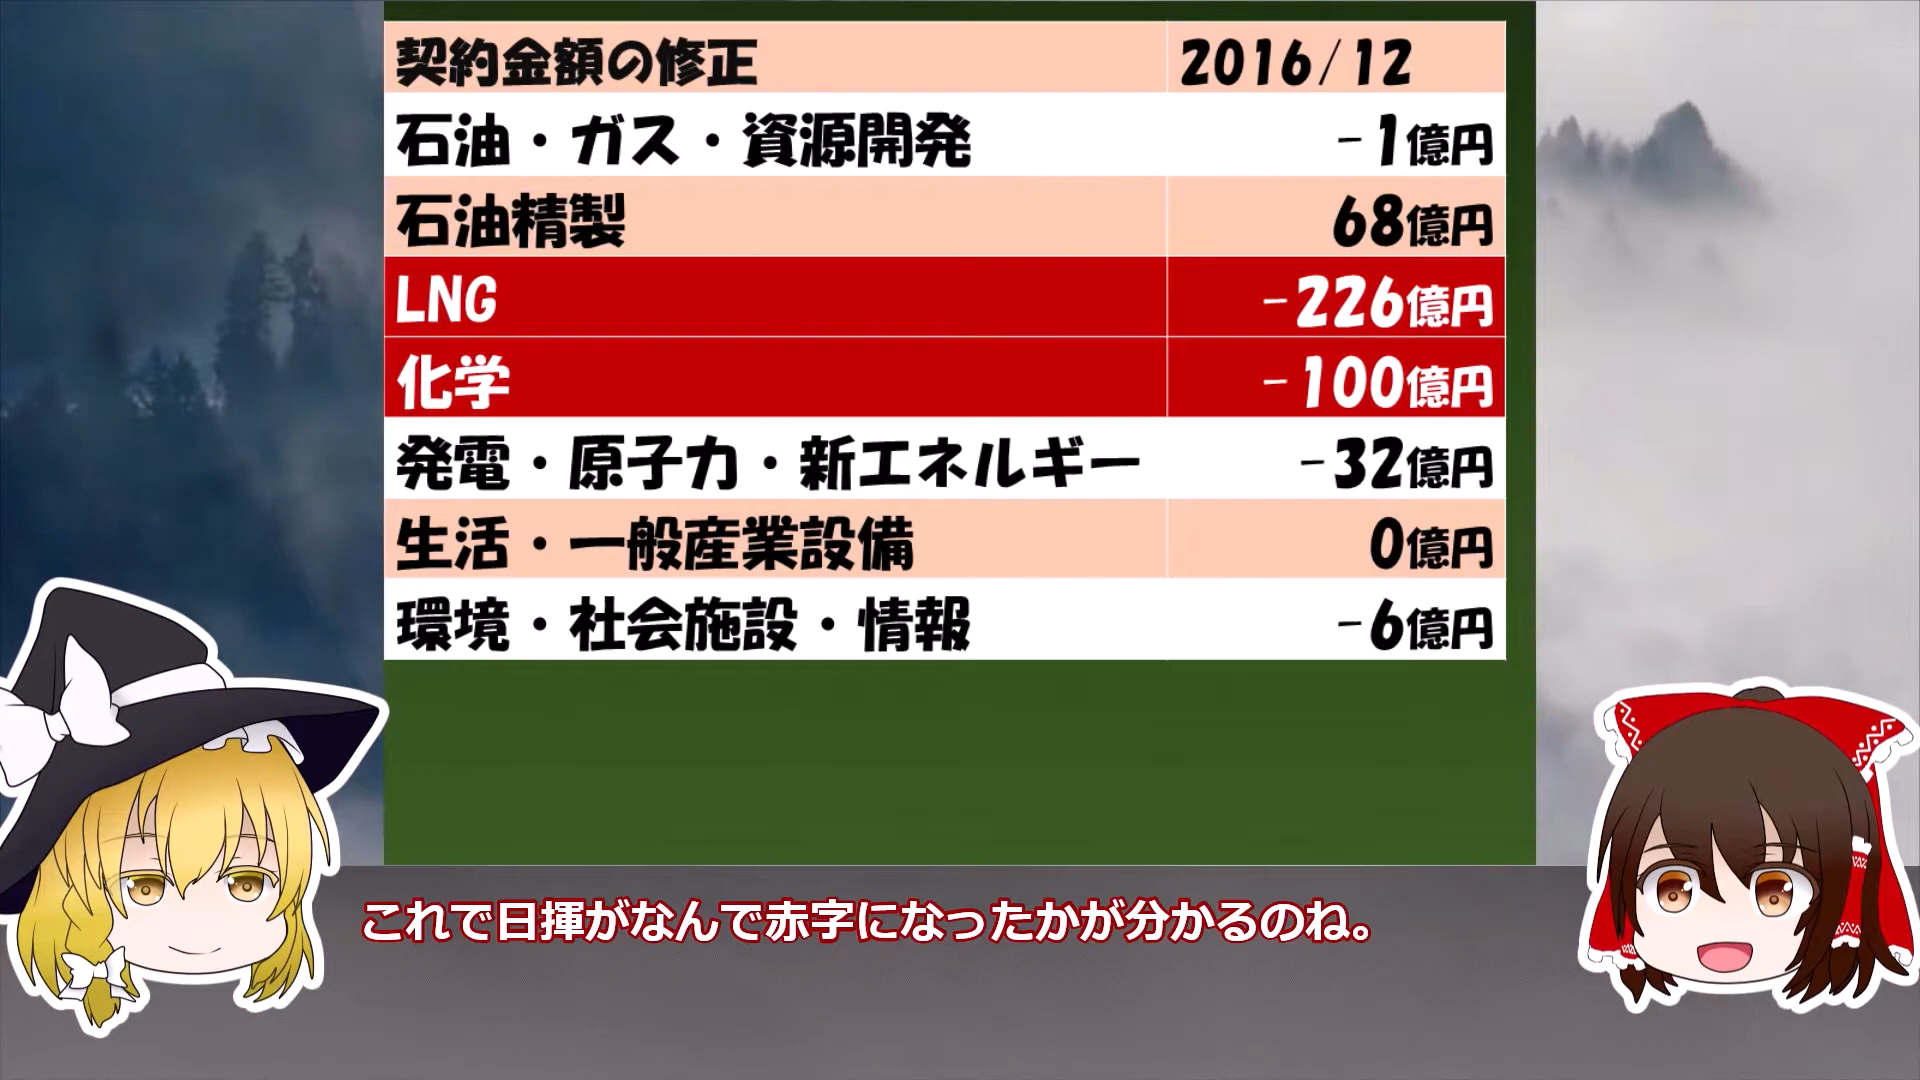 契約金額の修正 2016/12
石油・ガス・資源開発 -1億円
石油精製 68億円
LNG -226億円
化学 -100億円
発電・原子力・新エネルギー -32億円
生活・一般産業設備 0億円
環境・社会施設・情報 -6億円
これで日揮がなんで赤字になったかが分かるのね。